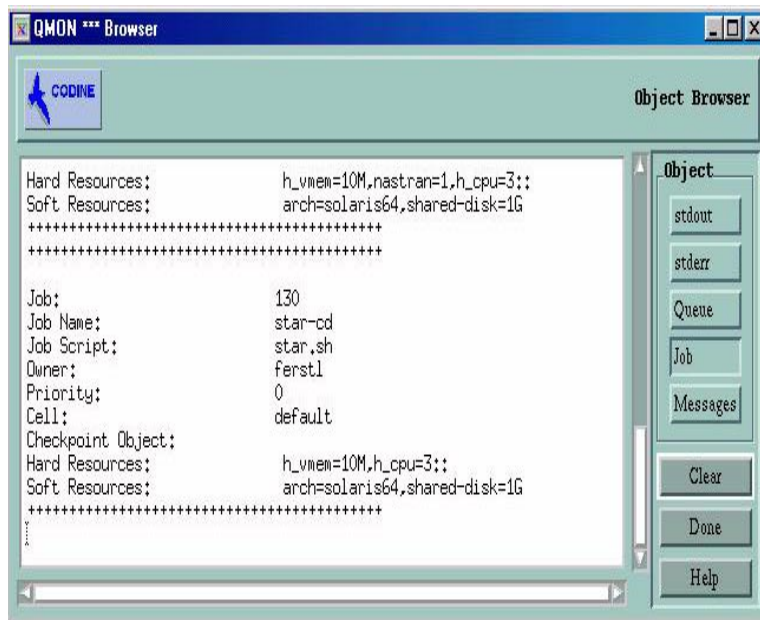 QMON *** Browser
CODINE
Object Browser
Hard Resources: h_vmem=10M,nastran=1,h_cpu=3::
Soft Resources: arch=solaris64,shared-disk=1G
+++++++++++++++++++++++++++++++++++++++++++
+++++++++++++++++++++++++++++++++++++++++++
Job: 130
Job Name: star-cd
Job Script: star.sh
Owner: ferstl
Priority: 0
Cell: default
Checkpoint Object:
Hard Resources: h_vmem=10M,h_cpu=3::
Soft Resources: arch=solaris64,shared-disk=1G
+++++++++++++++++++++++++++++++++++++++++++
Object
stdout
stderr
Queue
Job
Messages
Clear
Done
Help